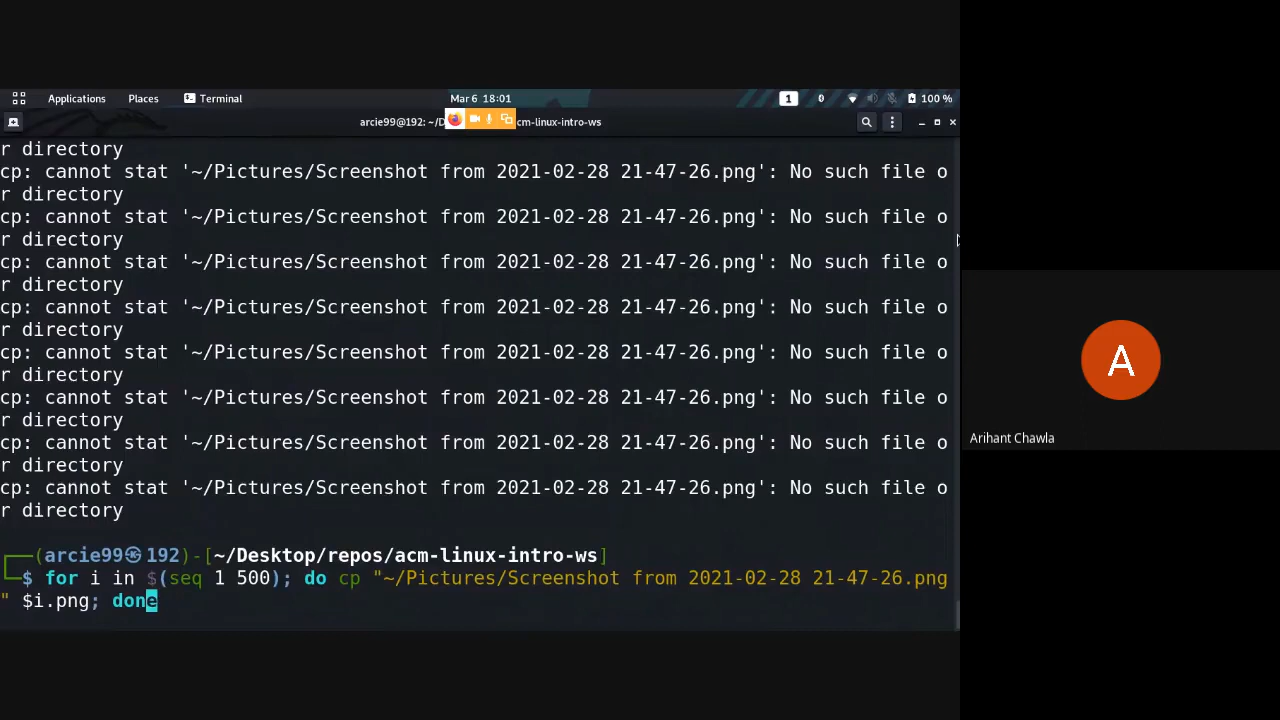 Applications Places Terminal Mar 6 18:01 1 100 %
arcie99@192: ~/D cm-linux-intro-ws
r directory
cp: cannot stat '~/Pictures/Screenshot from 2021-02-28 21-47-26.png': No such file o
r directory
cp: cannot stat '~/Pictures/Screenshot from 2021-02-28 21-47-26.png': No such file o
r directory
cp: cannot stat '~/Pictures/Screenshot from 2021-02-28 21-47-26.png': No such file o
r directory
cp: cannot stat '~/Pictures/Screenshot from 2021-02-28 21-47-26.png': No such file o
r directory
cp: cannot stat '~/Pictures/Screenshot from 2021-02-28 21-47-26.png': No such file o
r directory
cp: cannot stat '~/Pictures/Screenshot from 2021-02-28 21-47-26.png': No such file o
r directory
cp: cannot stat '~/Pictures/Screenshot from 2021-02-28 21-47-26.png': No such file o
r directory
cp: cannot stat '~/Pictures/Screenshot from 2021-02-28 21-47-26.png': No such file o
r directory
┌──(arcie99㉿192)-[~/Desktop/repos/acm-linux-intro-ws]
└─$ for i in $(seq 1 500); do cp "~/Pictures/Screenshot from 2021-02-28 21-47-26.png
" $i.png; done
A
Arihant Chawla